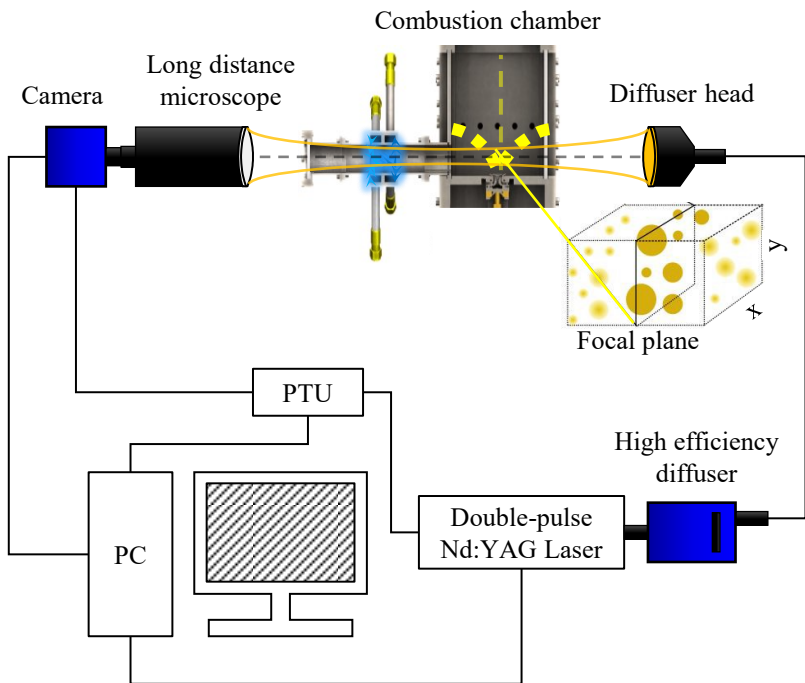 Combustion chamber
Long distance
microscope
Camera
Diffuser head
y
x
Focal plane
PTU
High efficiency
diffuser
Double-pulse
Nd:YAG Laser
PC